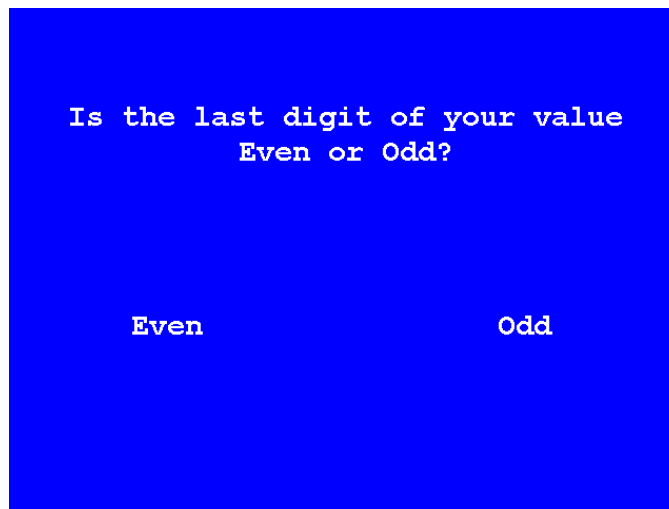 Is the last digit of your value
Even or Odd?
Even
Odd